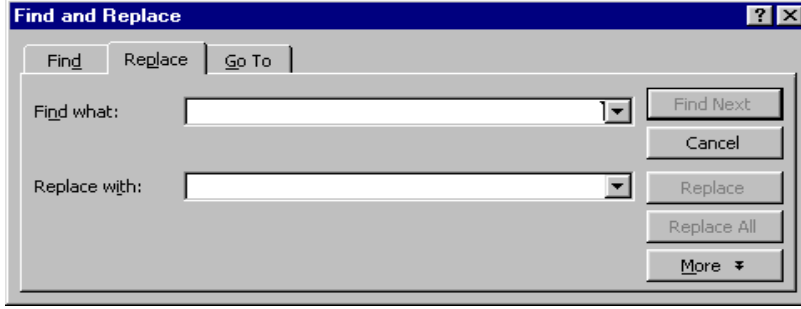 Find and Replace
Find Replace Go To
Find what:
Find Next
Cancel
Replace with:
Replace
Replace All
More